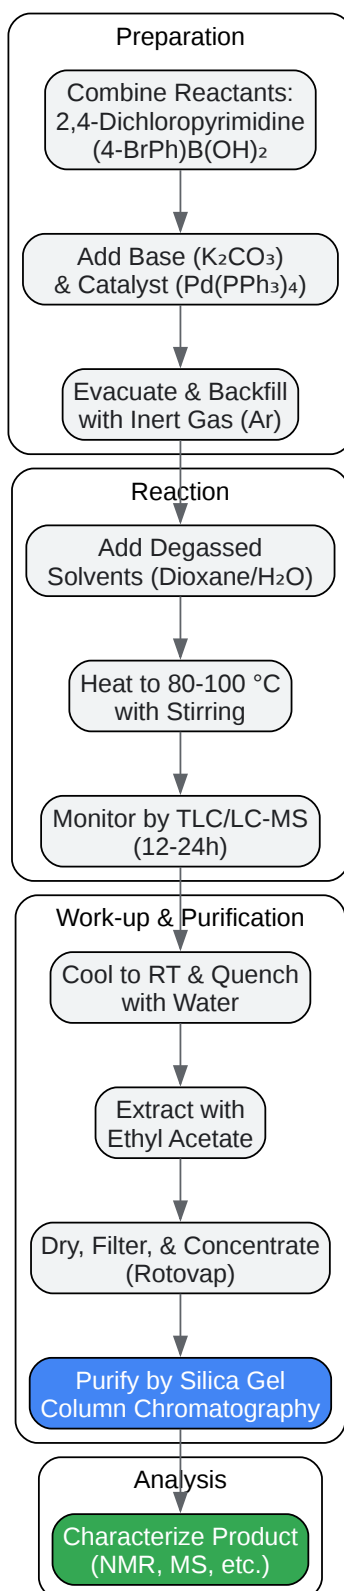 Preparation
Combine Reactants:
2,4-Dichloropyrimidine
(4-BrPh)B(OH)₂
Add Base (K₂CO₃)
& Catalyst (Pd(PPh₃)₄)
Evacuate & Backfill
with Inert Gas (Ar)
Reaction
Add Degassed
Solvents (Dioxane/H₂O)
Heat to 80-100 °C
with Stirring
Monitor by TLC/LC-MS
(12-24h)
Work-up & Purification
Cool to RT & Quench
with Water
Extract with
Ethyl Acetate
Dry, Filter, & Concentrate
(Rotovap)
Purify by Silica Gel
Column Chromatography
Analysis
Characterize Product
(NMR, MS, etc.)